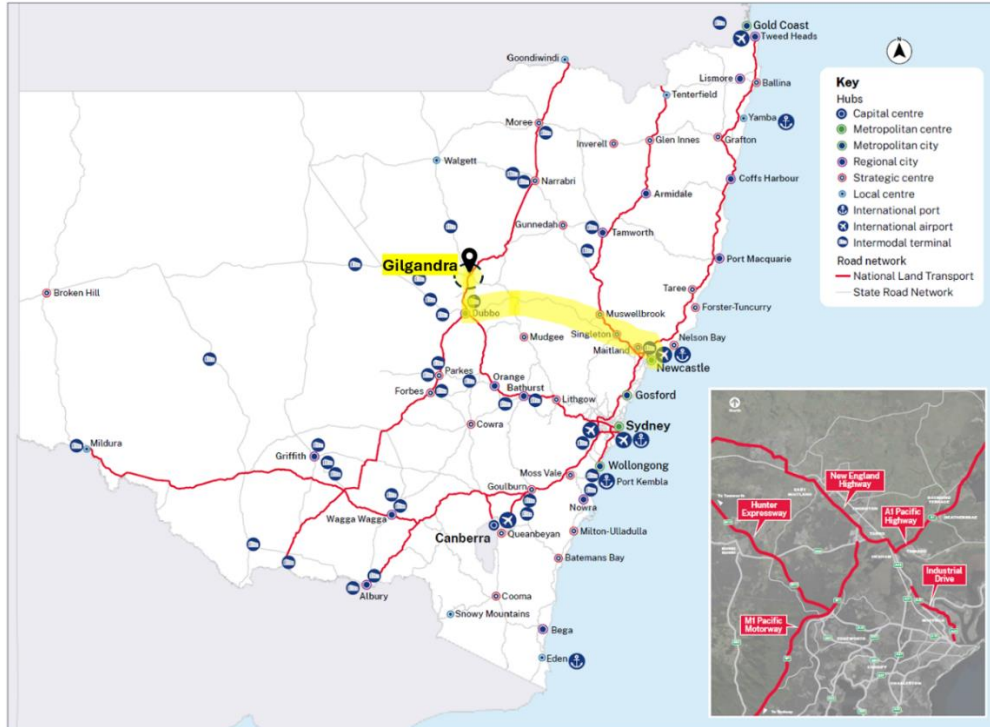 Gold Coast
Tweed Heads
Goondiwindi
Lismore
Ballina
Tenterfield
Yamba
Moree
Inverell
Glen Innes
Grafton
Walgett
Narrabri
Coffs Harbour
Armidale
Gunnedah
Tamworth
Gilgandra
Port Macquarie
Broken Hill
Taree
Forster-Tuncurry
Dubbo
Muswellbrook
Singleton
Nelson Bay
Mudgee
Maitland
Newcastle
Parkes
Orange
Bathurst
Forbes
Lithgow
Gosford
Cowra
Sydney
Mildura
Griffith
Wollongong
Moss Vale
Port Kembla
Goulburn
Nowra
Wagga Wagga
Canberra
Queanbeyan
Milton-Ulladulla
Batemans Bay
Albury
Cooma
Snowy Mountains
Bega
Eden
N
Key
Hubs
Capital centre
Metropolitan centre
Metropolitan city
Regional city
Strategic centre
Local centre
International port
International airport
Intermodal terminal
Road network
National Land Transport
State Road Network
New England
Highway
Hunter
Expressway
A1 Pacific
Highway
Industrial
Drive
M1 Pacific
Motorway